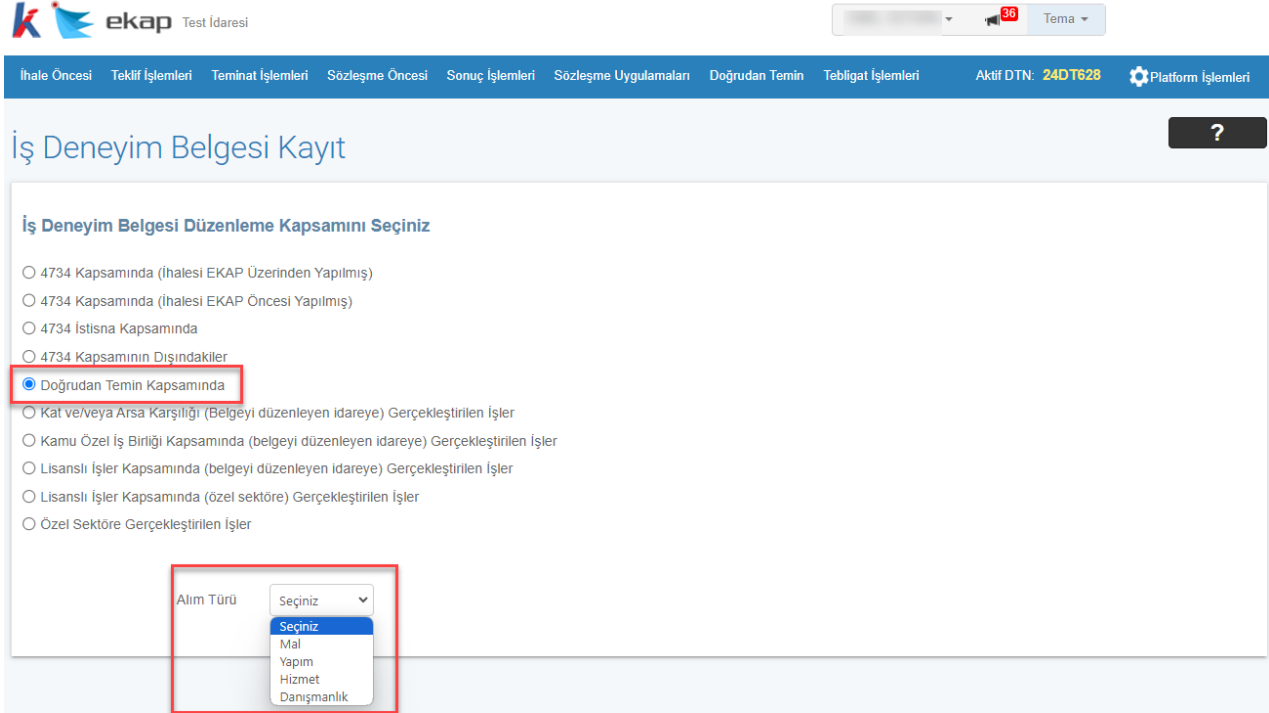 ekap Test İdaresi 36 Tema
İhale Öncesi Teklif İşlemleri Teminat İşlemleri Sözleşme Öncesi Sonuç İşlemleri Sözleşme Uygulamaları Doğrudan Temin Tebligat İşlemleri Aktif DTN: 24DT628 Platform İşlemleri
İş Deneyim Belgesi Kayıt ?
İş Deneyim Belgesi Düzenleme Kapsamını Seçiniz
4734 Kapsamında (İhalesi EKAP Üzerinden Yapılmış)
4734 Kapsamında (İhalesi EKAP Öncesi Yapılmış)
4734 İstisna Kapsamında
4734 Kapsamının Dışındakiler
Doğrudan Temin Kapsamında
Kat ve/veya Arsa Karşılığı (Belgeyi düzenleyen idareye) Gerçekleştirilen İşler
Kamu Özel İş Birliği Kapsamında (belgeyi düzenleyen idareye) Gerçekleştirilen İşler
Lisanslı İşler Kapsamında (belgeyi düzenleyen idareye) Gerçekleştirilen İşler
Lisanslı İşler Kapsamında (özel sektöre) Gerçekleştirilen İşler
Özel Sektöre Gerçekleştirilen İşler
Alım Türü Seçiniz
Seçiniz
Mal
Yapım
Hizmet
Danışmanlık